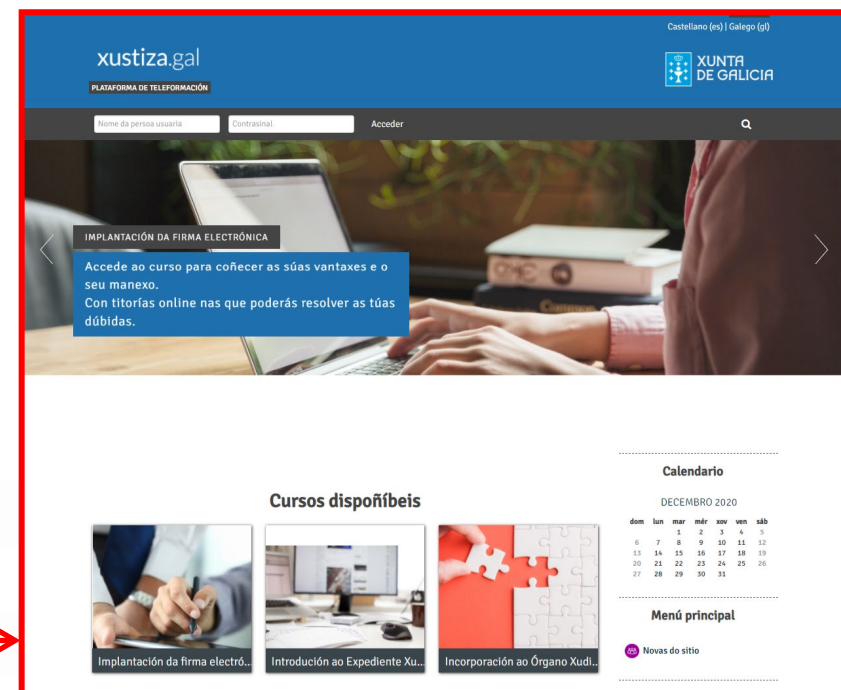 Castellano (es) | Galego (gl)
xustiza.gal
PLATAFORMA DE TELEFORMACIÓN
XUNTA
DE GALICIA
Nome da persoa usuaria Contrasinal Acceder
IMPLANTACIÓN DA FIRMA ELECTRÓNICA
Accede ao curso para coñecer as súas vantaxes e o
seu manexo.
Con titorías online nas que poderás resolver as túas
dúbidas.
Cursos dispoñíbeis
Implantación da firma electró...
Introdución ao Expediente Xu...
Incorporación ao Órgano Xudi...
Calendario
DECEMBRO 2020
dom lun mar mér xov ven sáb
1 2 3 4 5
6 7 8 9 10 11 12
13 14 15 16 17 18 19
20 21 22 23 24 25 26
27 28 29 30 31
Menú principal
Novas do sitio